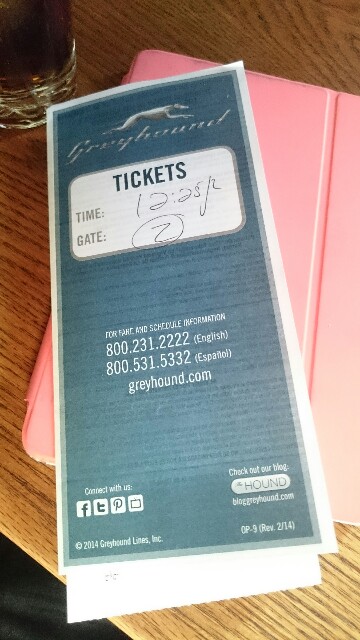 Greyhound
TICKETS
TIME: 12:25p
GATE: 2
FOR FARE AND SCHEDULE INFORMATION
800.231.2222 (English)
800.531.5332 (Español)
greyhound.com
Connect with us:
Check out our blog:
HOUND
bloggreyhound.com
© 2014 Greyhound Lines, Inc.
OP-9 (Rev. 2/14)